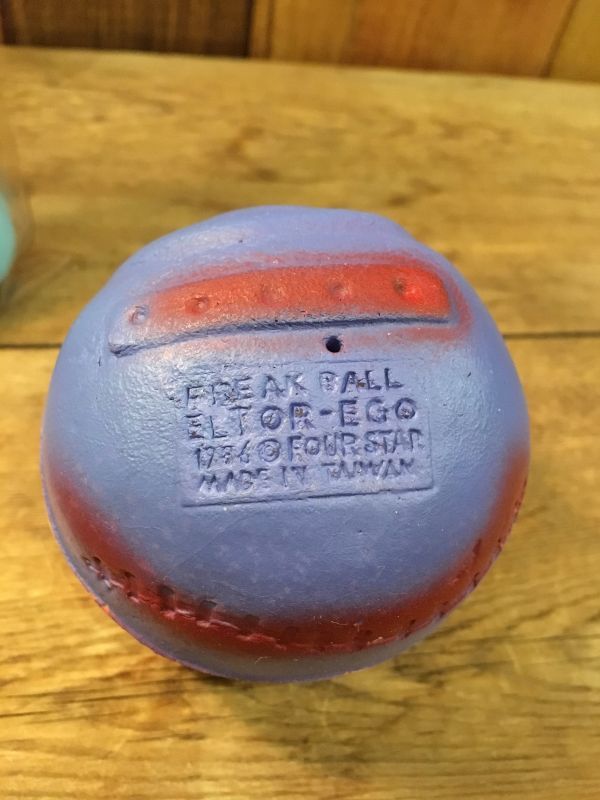 FREAK BALL
ELTOR-EGO
1986 © FOUR STAR
MADE IN TAIWAN